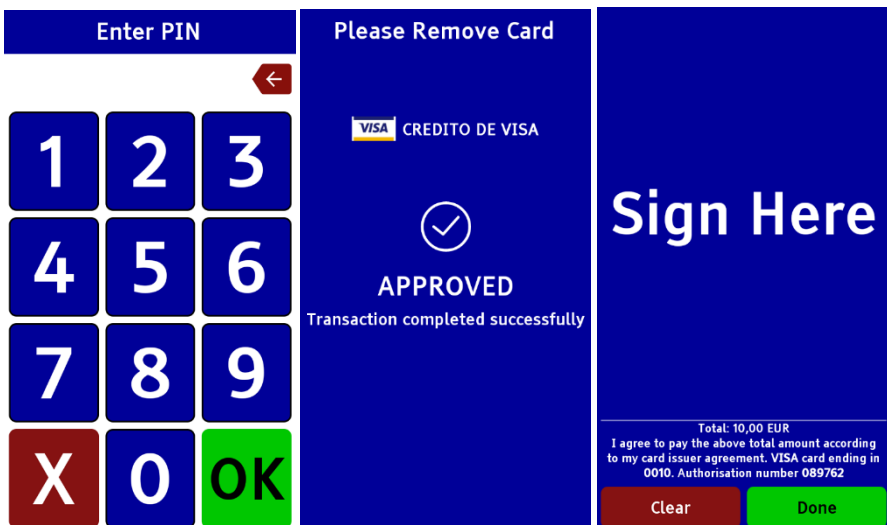 Enter PIN
←
1 2 3
4 5 6
7 8 9
X 0 OK
Please Remove Card
VISA CREDITO DE VISA
APPROVED
Transaction completed successfully
Sign Here
Total: 10,00 EUR
I agree to pay the above total amount according
to my card issuer agreement. VISA card ending in
0010. Authorisation number 089762
Clear Done